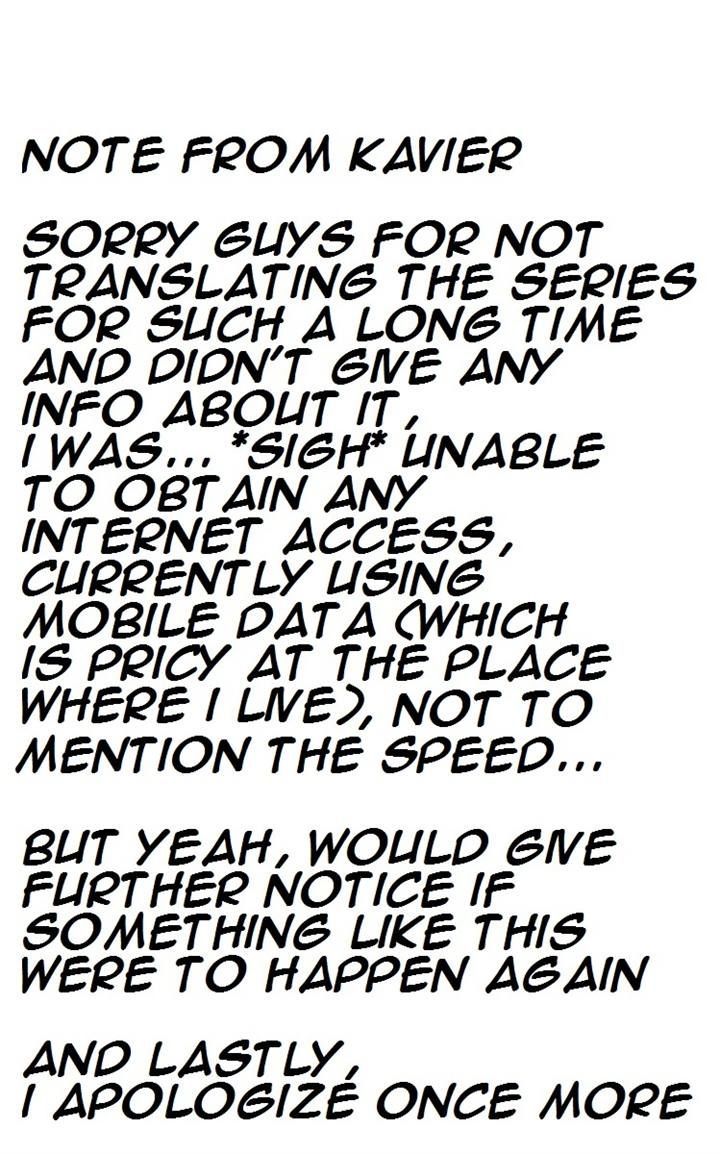 NOTE FROM KAVIER
SORRY GUYS FOR NOT
TRANSLATING THE SERIES
FOR SUCH A LONG TIME
AND DIDN'T GIVE ANY
INFO ABOUT IT,
I WAS... *SIGH* UNABLE
TO OBTAIN ANY
INTERNET ACCESS,
CURRENTLY USING
MOBILE DATA (WHICH
IS PRICY AT THE PLACE
WHERE I LIVE), NOT TO
MENTION THE SPEED...
BUT YEAH, WOULD GIVE
FURTHER NOTICE IF
SOMETHING LIKE THIS
WERE TO HAPPEN AGAIN
AND LASTLY,
I APOLOGIZE ONCE MORE